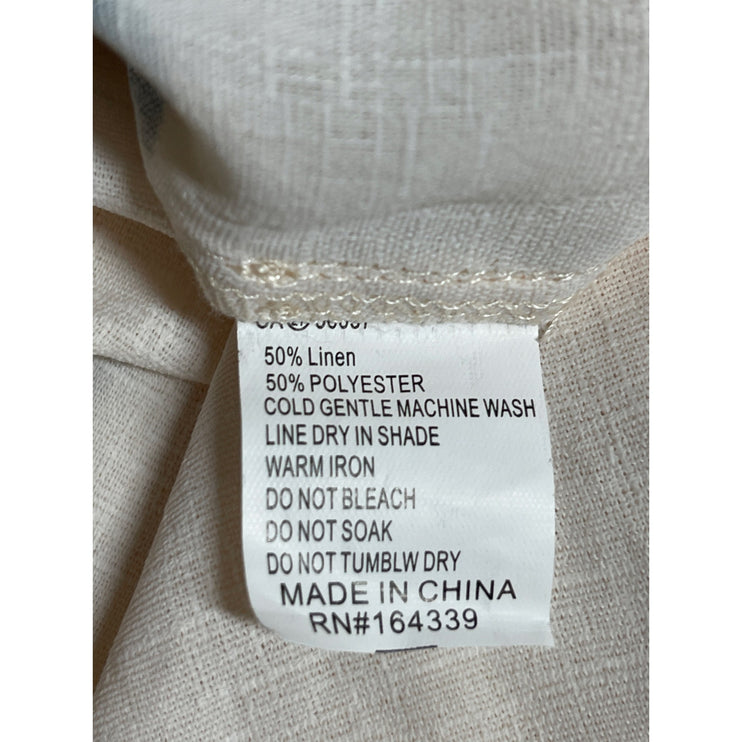 50% Linen
50% POLYESTER
COLD GENTLE MACHINE WASH
LINE DRY IN SHADE
WARM IRON
DO NOT BLEACH
DO NOT SOAK
DO NOT TUMBLW DRY
MADE IN CHINA
RN#164339